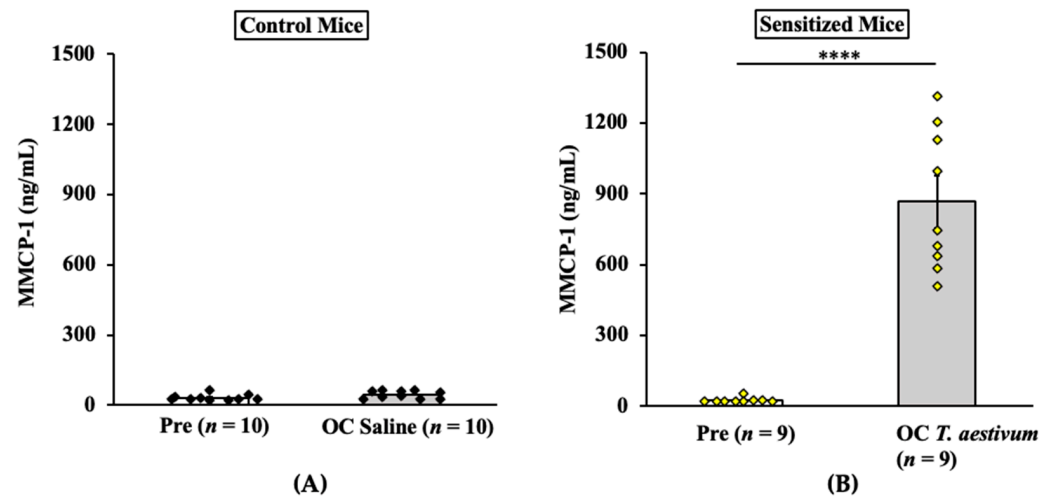 Control Mice
1500
1200
900
600
300
0
MMCP-1 (ng/mL)
Pre (n = 10)
OC Saline (n = 10)
(A)
Sensitized Mice
****
1500
1200
900
600
300
0
MMCP-1 (ng/mL)
Pre (n = 9)
OC T. aestivum
(n = 9)
(B)